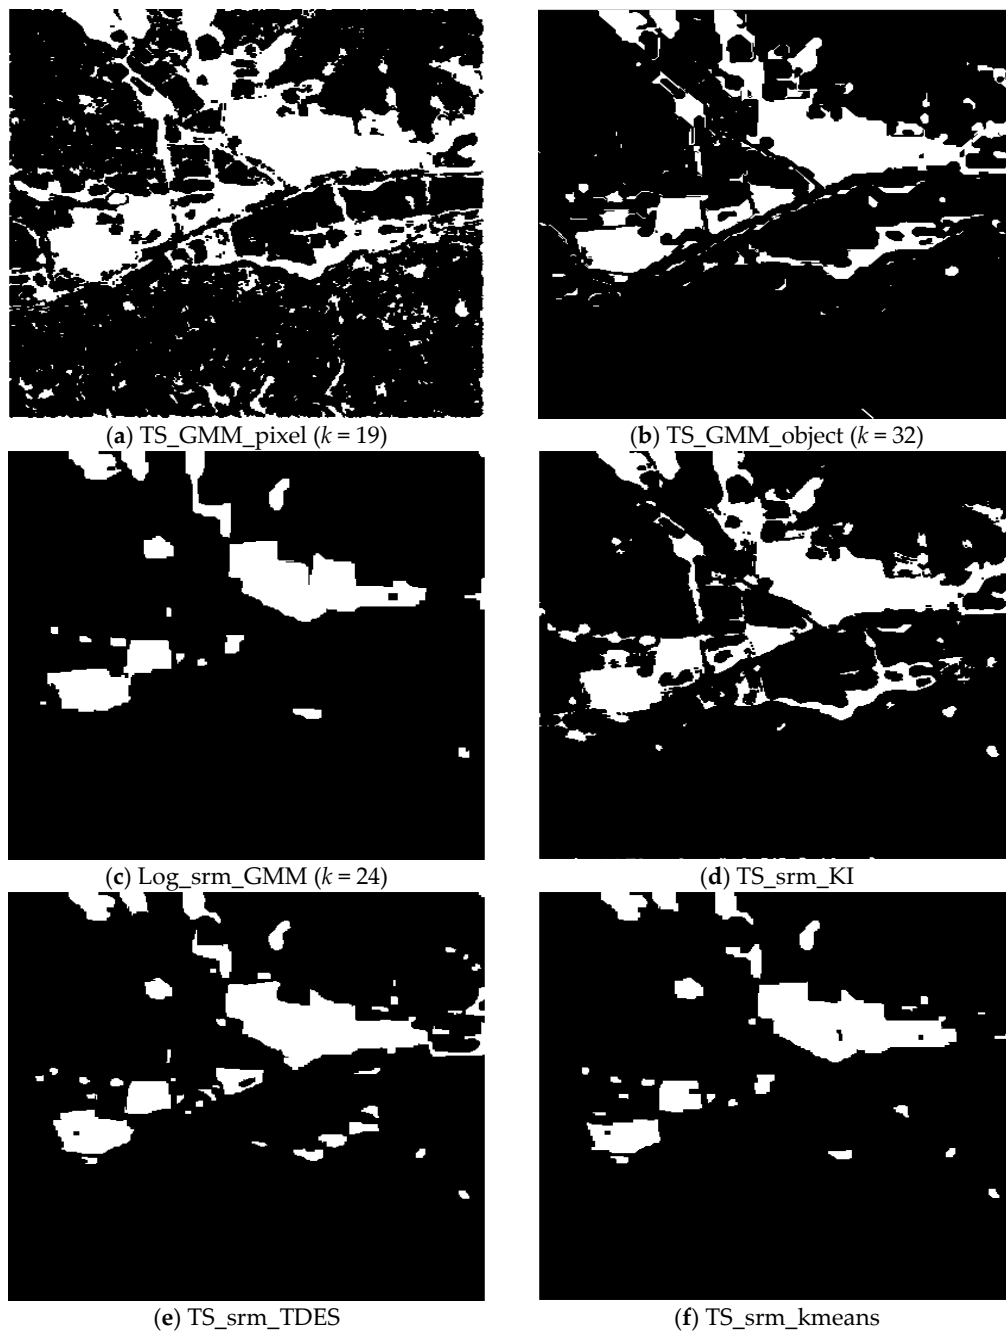 (a) TS_GMM_pixel (k = 19)
(b) TS_GMM_object (k = 32)
(c) Log_srm_GMM (k = 24)
(d) TS_srm_KI
(e) TS_srm_TDES
(f) TS_srm_kmeans